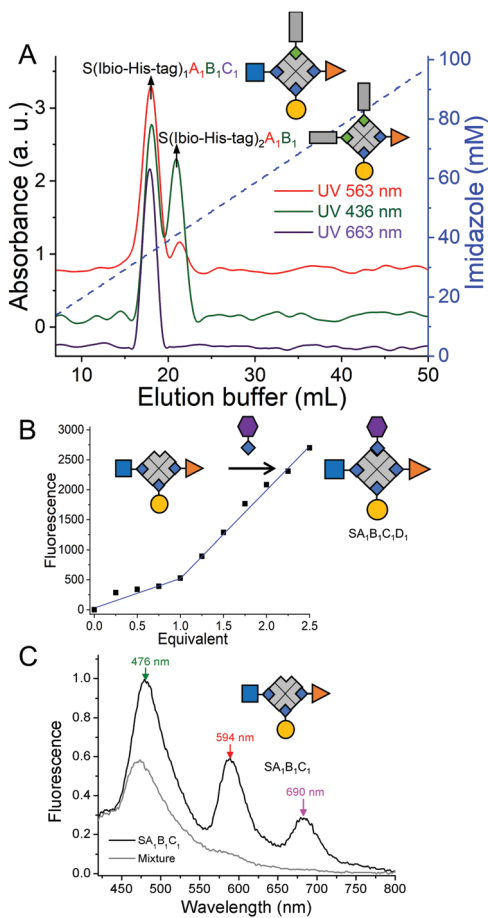 A
S(Ibio-His-tag)₁A₁B₁C₁
S(Ibio-His-tag)₂A₁B₁
UV 563 nm
UV 436 nm
UV 663 nm
Absorbance (a. u.)
3
2
1
0
Imidazole (mM)
100
80
60
40
20
0
10 20 30 40 50
Elution buffer (mL)
B
Fluorescence
3000
2500
2000
1500
1000
500
0
0.0 0.5 1.0 1.5 2.0 2.5
Equivalent
SA₁B₁C₁D₁
C
476 nm
594 nm
690 nm
SA₁B₁C₁
Fluorescence
1.0
0.8
0.6
0.4
0.2
0.0
SA₁B₁C₁
Mixture
450 500 550 600 650 700 750 800
Wavelength (nm)